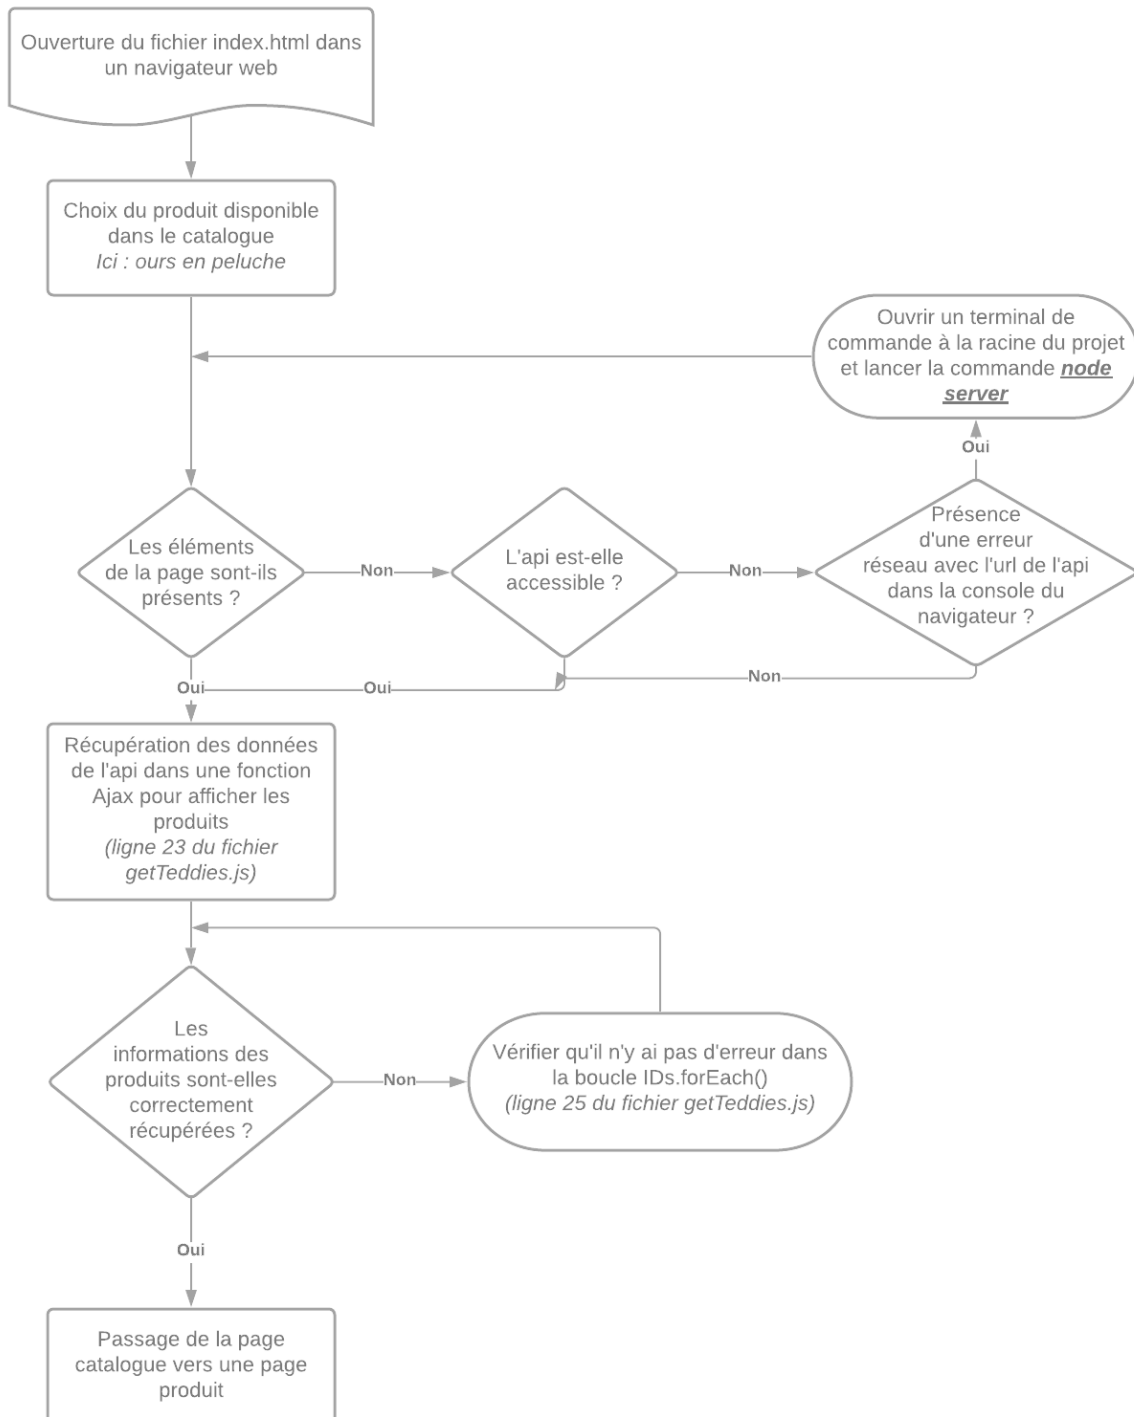 Ouverture du fichier index.html dans
un navigateur web
Choix du produit disponible
dans le catalogue
Ici : ours en peluche
Ouvrir un terminal de
commande à la racine du projet
et lancer la commande node
server
Oui
Les éléments
de la page sont-ils
présents ?
Non
L'api est-elle
accessible ?
Non
Présence
d'une erreur
réseau avec l'url de l'api
dans la console du
navigateur ?
Oui
Oui
Non
Récupération des données
de l'api dans une fonction
Ajax pour afficher les
produits
(ligne 23 du fichier
getTeddies.js)
Les
informations des
produits sont-elles
correctement
récupérées ?
Non
Vérifier qu'il n'y ai pas d'erreur dans
la boucle IDs.forEach()
(ligne 25 du fichier getTeddies.js)
Oui
Passage de la page
catalogue vers une page
produit